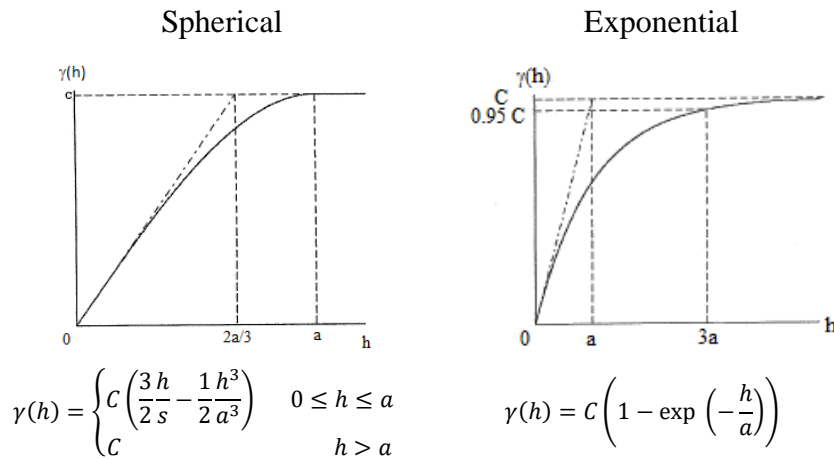 Spherical
Exponential
γ(h)
c
0
2a/3
a
h
γ(h)
C
0.95 C
0
a
3a
h
γ(h) = { C (3/2 h/s − 1/2 h³/a³) 0 ≤ h ≤ a
C h > a
γ(h) = C (1 − exp (−h/a))